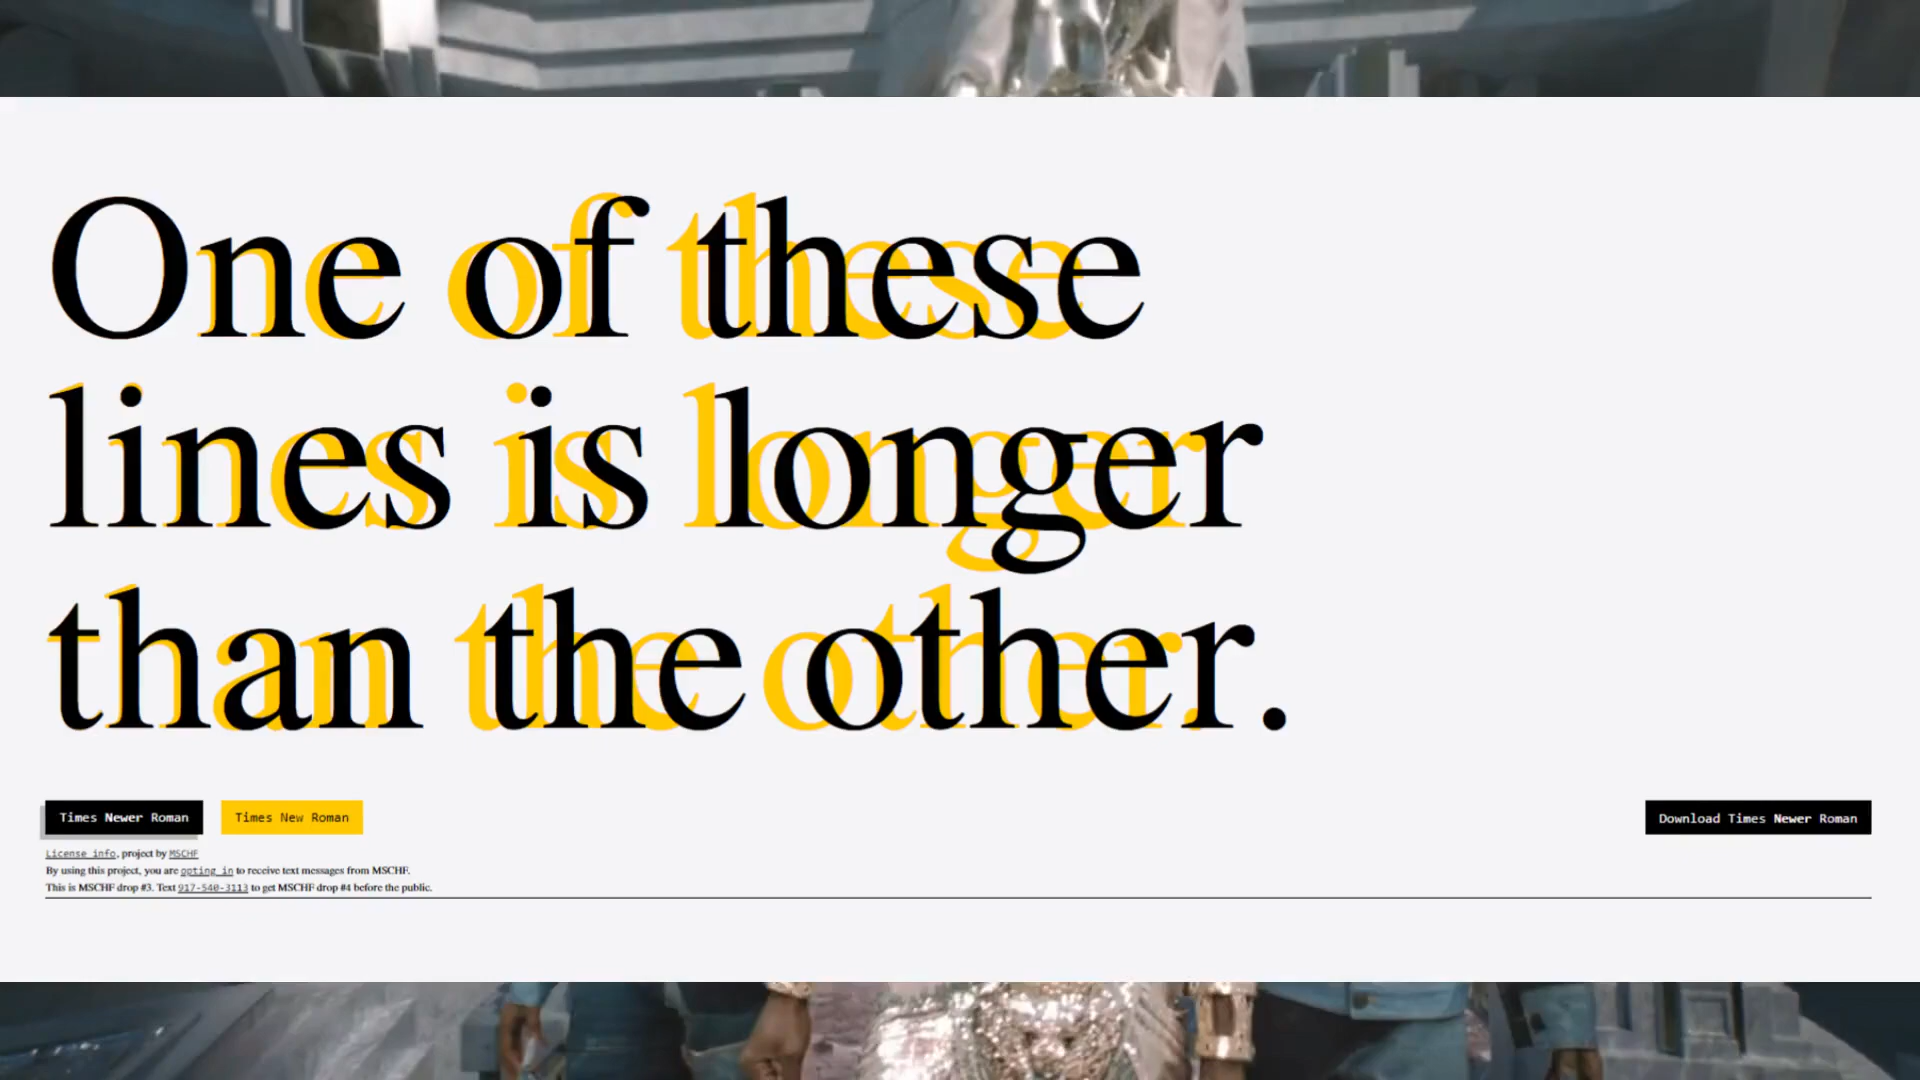 One of these
lines is longer
than the other.
Times Newer Roman
Times New Roman
Download Times Newer Roman
License info, project by MSCHF
By using this project, you are opting in to receive text messages from MSCHF.
This is MSCHF drop #3. Text 917-540-3113 to get MSCHF drop #4 before the public.